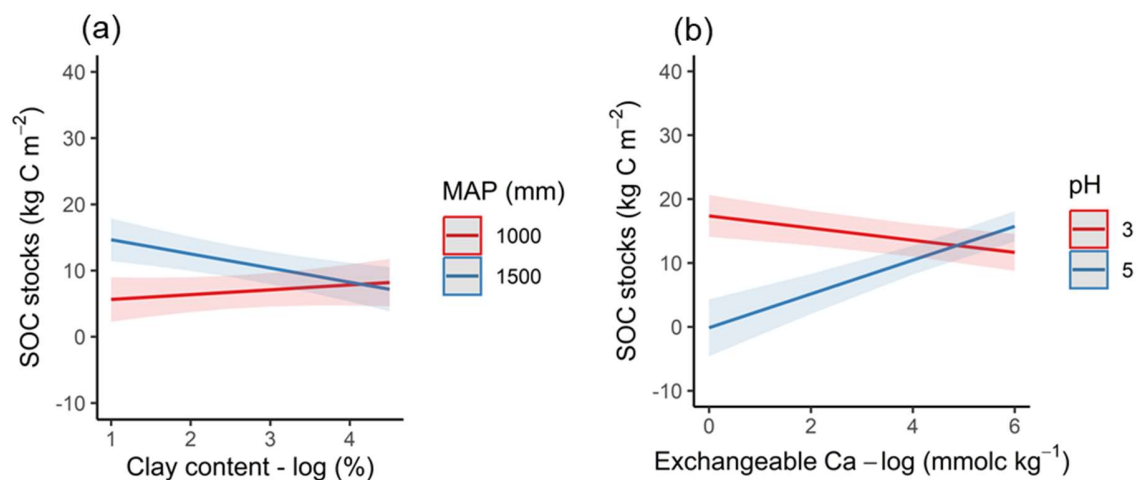 (a)
SOC stocks (kg C m−2)
40
30
20
10
0
-10
1 2 3 4
Clay content - log (%)
MAP (mm)
1000
1500
(b)
SOC stocks (kg C m−2)
40
30
20
10
0
-10
0 2 4 6
Exchangeable Ca – log (mmolc kg−1)
pH
3
5